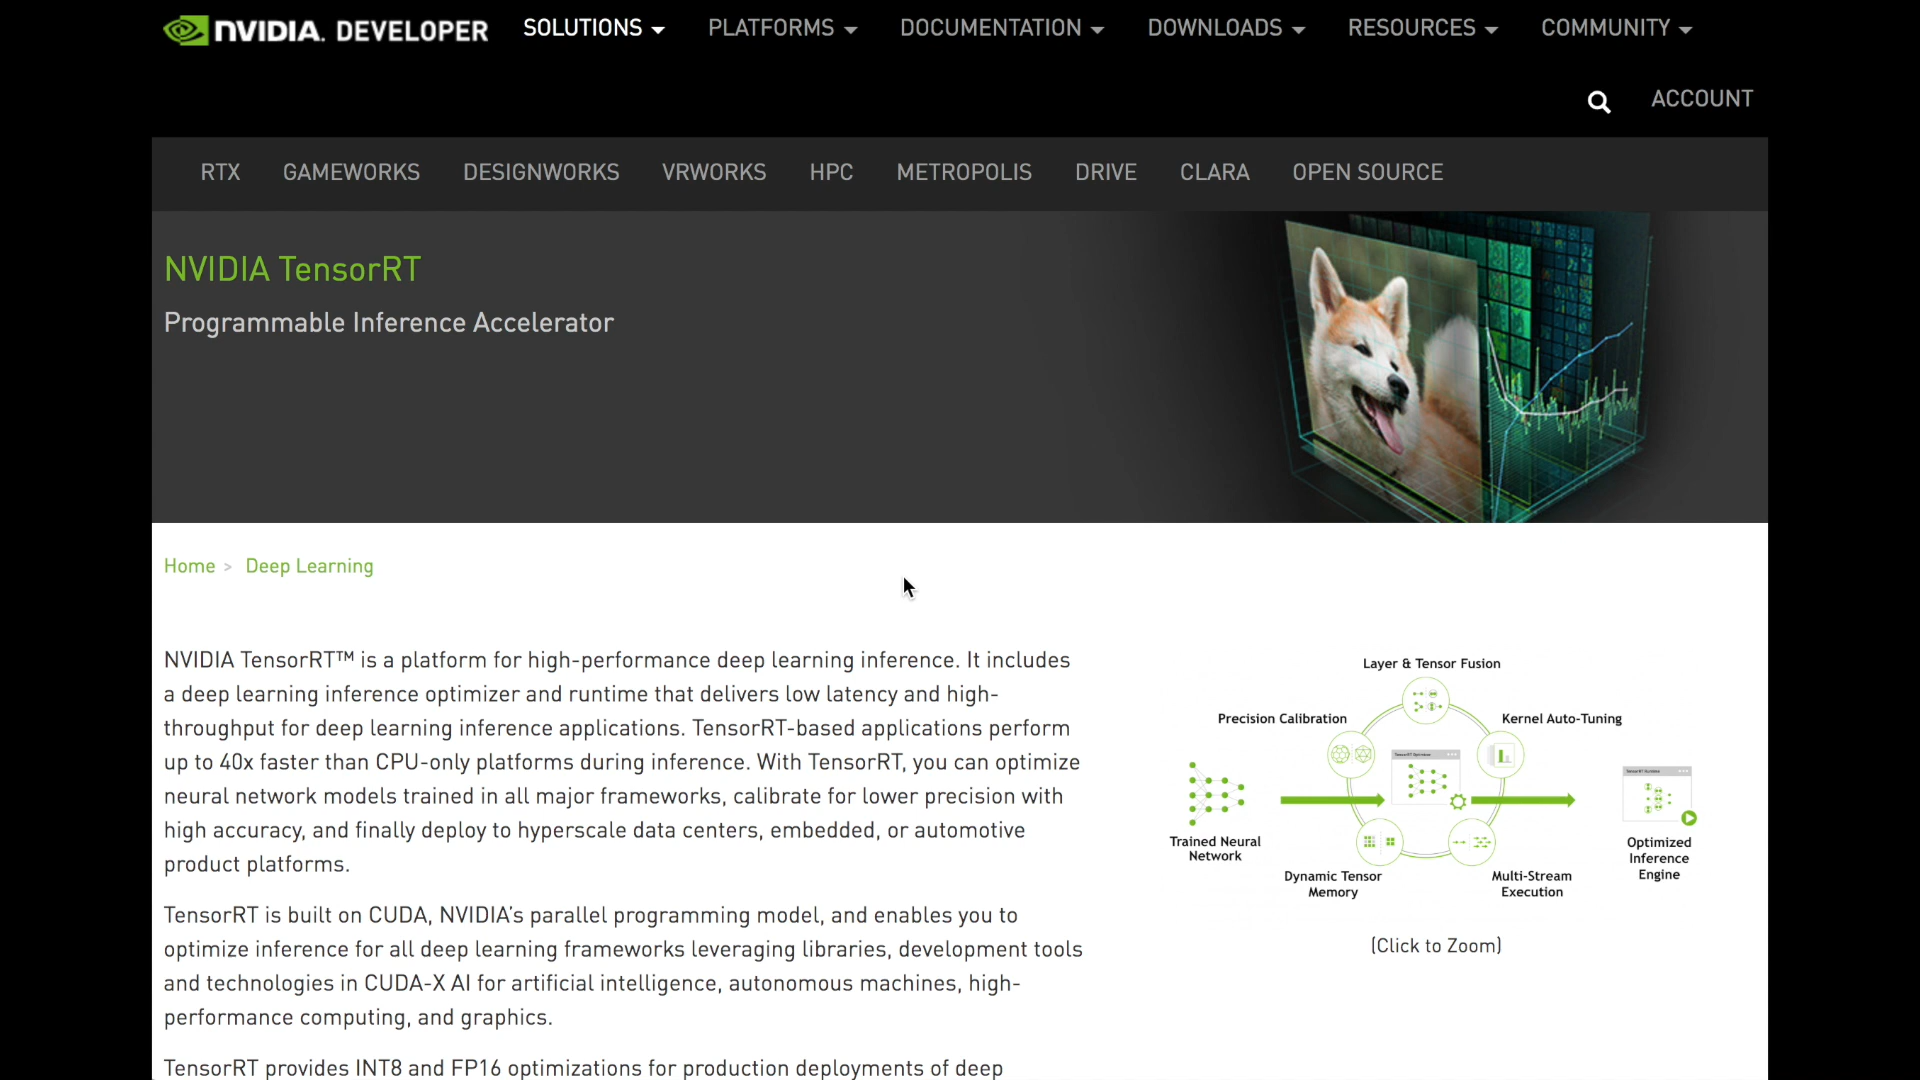 NVIDIA. DEVELOPER SOLUTIONS PLATFORMS DOCUMENTATION DOWNLOADS RESOURCES COMMUNITY
ACCOUNT
RTX GAMEWORKS DESIGNWORKS VRWORKS HPC METROPOLIS DRIVE CLARA OPEN SOURCE
NVIDIA TensorRT
Programmable Inference Accelerator
Home > Deep Learning
NVIDIA TensorRT™ is a platform for high-performance deep learning inference. It includes
a deep learning inference optimizer and runtime that delivers low latency and high-
throughput for deep learning inference applications. TensorRT-based applications perform
up to 40x faster than CPU-only platforms during inference. With TensorRT, you can optimize
neural network models trained in all major frameworks, calibrate for lower precision with
high accuracy, and finally deploy to hyperscale data centers, embedded, or automotive
product platforms.
TensorRT is built on CUDA, NVIDIA's parallel programming model, and enables you to
optimize inference for all deep learning frameworks leveraging libraries, development tools
and technologies in CUDA-X AI for artificial intelligence, autonomous machines, high-
performance computing, and graphics.
TensorRT provides INT8 and FP16 optimizations for production deployments of deep
Layer & Tensor Fusion
Precision Calibration
Kernel Auto-Tuning
TensorRT Optimizer
TensorRT Runtime
Trained Neural
Network
Optimized
Inference
Engine
Dynamic Tensor
Memory
Multi-Stream
Execution
(Click to Zoom)